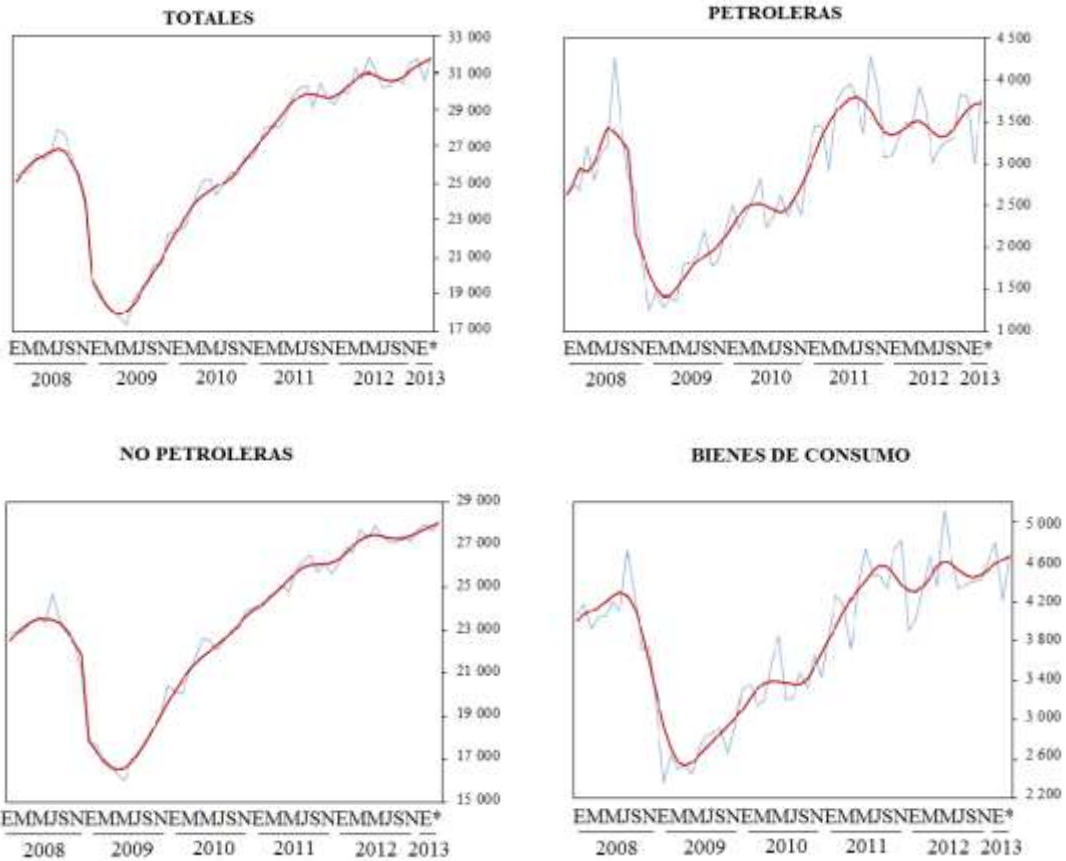 TOTALES
33 000
31 000
29 000
27 000
25 000
23 000
21 000
19 000
17 000
EMMJSNEMMJSNEMMJSNEMMJSNEMMJSNE*
2008 2009 2010 2011 2012 2013
PETROLERAS
4 500
4 000
3 500
3 000
2 500
2 000
1 500
1 000
EMMJSNEMMJSNEMMJSNEMMJSNEMMJSNE*
2008 2009 2010 2011 2012 2013
NO PETROLERAS
29 000
27 000
25 000
23 000
21 000
19 000
17 000
15 000
EMMJSNEMMJSNEMMJSNEMMJSNEMMJSNE*
2008 2009 2010 2011 2012 2013
BIENES DE CONSUMO
5 000
4 600
4 200
3 800
3 400
3 000
2 600
2 200
EMMJSNEMMJSNEMMJSNEMMJSNEMMJSNE*
2008 2009 2010 2011 2012 2013